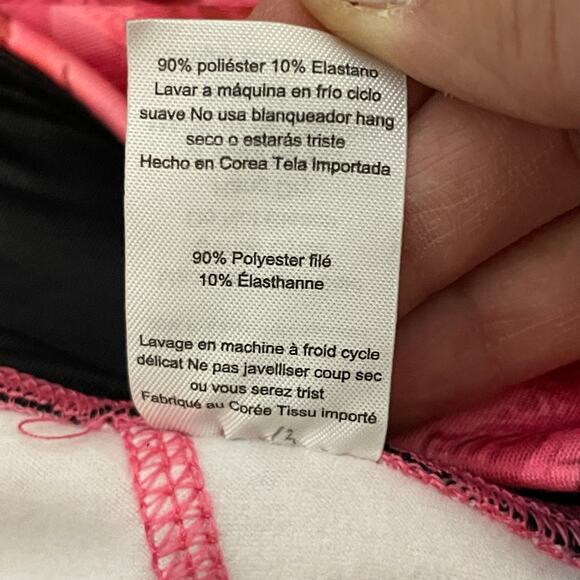 90% poliéster 10% Elastano
Lavar a máquina en frío ciclo
suave No usa blanqueador hang
seco o estarás triste
Hecho en Corea Tela Importada
90% Polyester filé
10% Élasthanne
Lavage en machine à froid cycle
délicat Ne pas javelliser coup sec
ou vous serez trist
Fabriqué au Corée Tissu importé